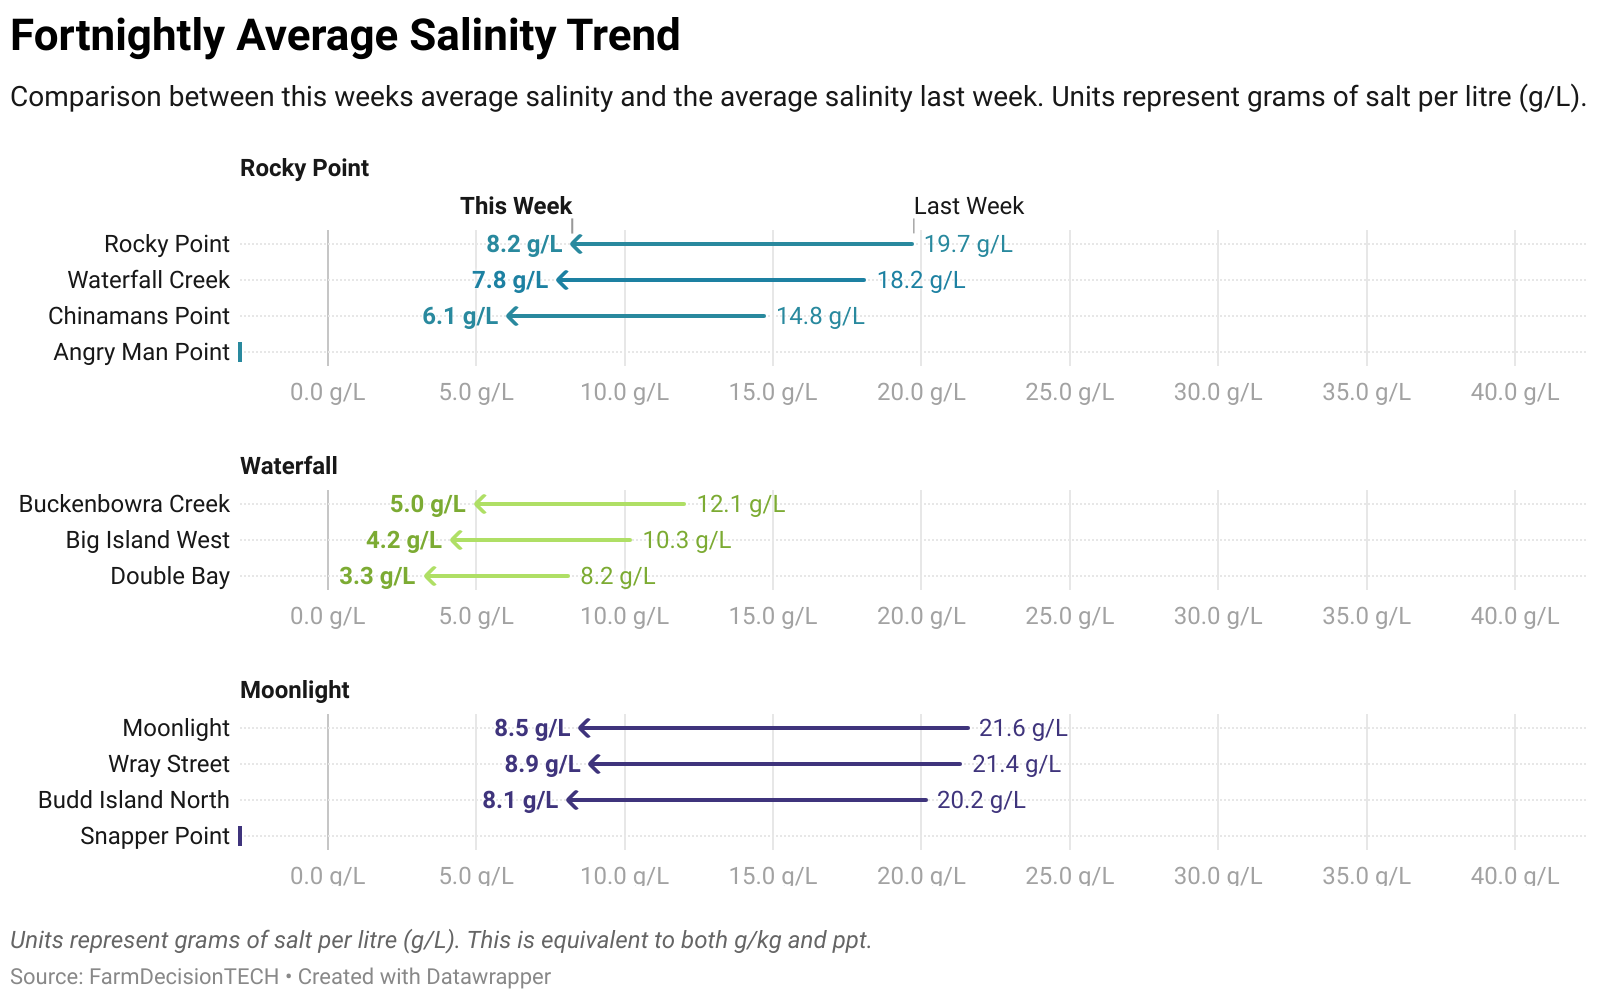 Fortnightly Average Salinity Trend
Comparison between this weeks average salinity and the average salinity last week. Units represent grams of salt per litre (g/L).
Rocky Point
This Week Last Week
Rocky Point 8.2 g/L 19.7 g/L
Waterfall Creek 7.8 g/L 18.2 g/L
Chinamans Point 6.1 g/L 14.8 g/L
Angry Man Point
0.0 g/L 5.0 g/L 10.0 g/L 15.0 g/L 20.0 g/L 25.0 g/L 30.0 g/L 35.0 g/L 40.0 g/L
Waterfall
Buckenbowra Creek 5.0 g/L 12.1 g/L
Big Island West 4.2 g/L 10.3 g/L
Double Bay 3.3 g/L 8.2 g/L
0.0 g/L 5.0 g/L 10.0 g/L 15.0 g/L 20.0 g/L 25.0 g/L 30.0 g/L 35.0 g/L 40.0 g/L
Moonlight
Moonlight 8.5 g/L 21.6 g/L
Wray Street 8.9 g/L 21.4 g/L
Budd Island North 8.1 g/L 20.2 g/L
Snapper Point
0.0 g/L 5.0 g/L 10.0 g/L 15.0 g/L 20.0 g/L 25.0 g/L 30.0 g/L 35.0 g/L 40.0 g/L
Units represent grams of salt per litre (g/L). This is equivalent to both g/kg and ppt.
Source: FarmDecisionTECH • Created with Datawrapper